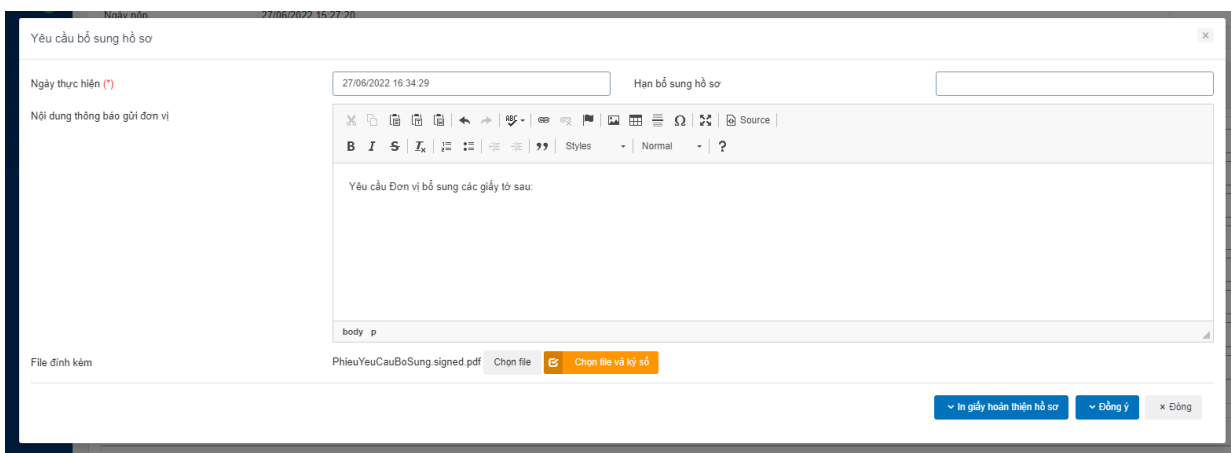 Ngày nộp 27/06/2022 15:27:20
Yêu cầu bổ sung hồ sơ ×
Ngày thực hiện (*) 27/06/2022 16:34:29 Hạn bổ sung hồ sơ
Nội dung thông báo gửi đơn vị
ABC Ω Source
B I S Ix Styles Normal ?
Yêu cầu Đơn vị bổ sung các giấy tờ sau:
body p
File đính kèm PhieuYeuCauBoSung.signed.pdf Chọn file Chọn file và ký số
In giấy hoàn thiện hồ sơ Đồng ý × Đóng